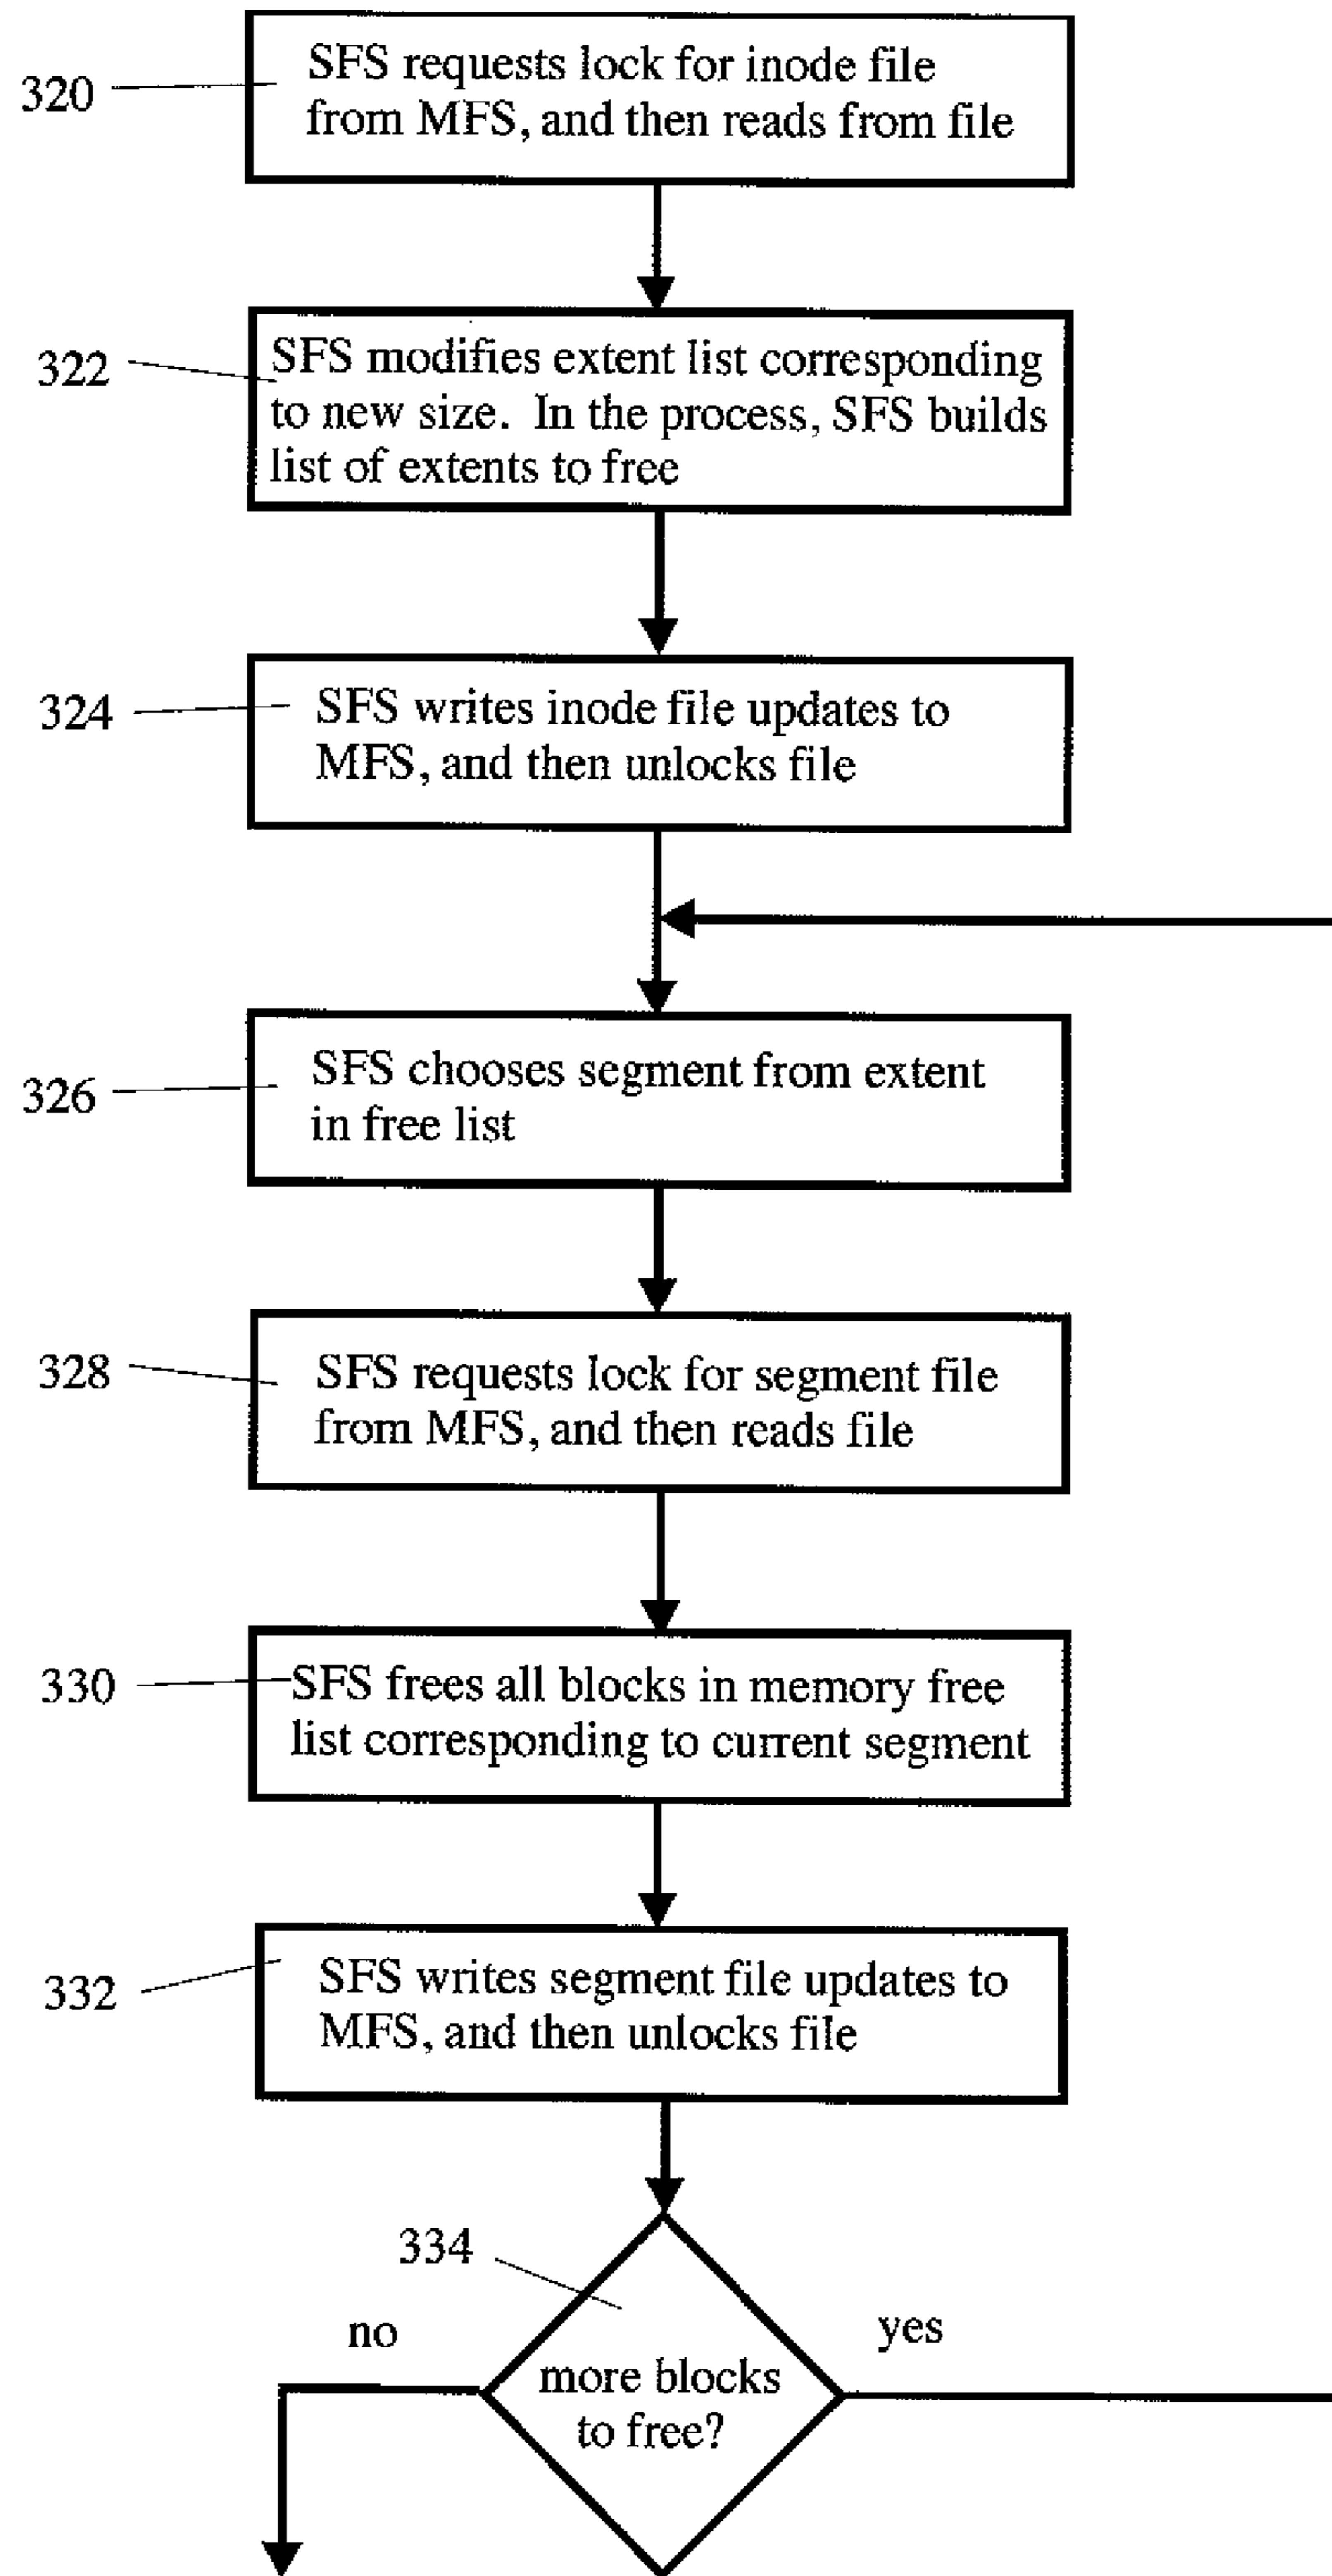 320
SFS requests lock for inode file
from MFS, and then reads from file
322
SFS modifies extent list corresponding
to new size. In the process, SFS builds
list of extents to free
324
SFS writes inode file updates to
MFS, and then unlocks file
326
SFS chooses segment from extent
in free list
328
SFS requests lock for segment file
from MFS, and then reads file
330
SFS frees all blocks in memory free
list corresponding to current segment
332
SFS writes segment file updates to
MFS, and then unlocks file
334
no
yes
more blocks
to free?